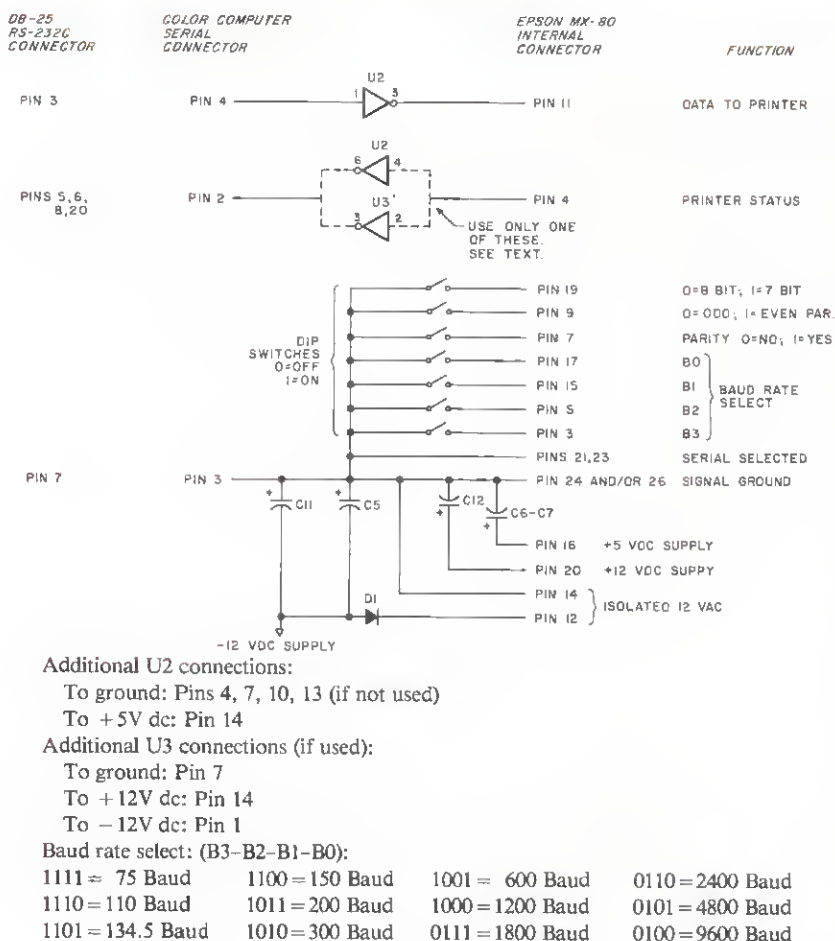 DB-25
RS-232C
CONNECTOR
COLOR COMPUTER
SERIAL
CONNECTOR
EPSON MX-80
INTERNAL
CONNECTOR
FUNCTION
PIN 3
PIN 4
U2
1
3
PIN 11
DATA TO PRINTER
PINS 5,6,
8,20
PIN 2
U2
6
4
U3
3
2
PIN 4
PRINTER STATUS
USE ONLY ONE
OF THESE.
SEE TEXT.
DIP
SWITCHES
0=OFF
1=ON
PIN 19
0=8 BIT; 1=7 BIT
PIN 9
0=ODD; 1=EVEN PAR.
PIN 7
PARITY 0=NO; 1=YES
PIN 17
B0
PIN 15
B1
PIN 5
B2
PIN 3
B3
BAUD RATE
SELECT
PINS 21,23
SERIAL SELECTED
PIN 7
PIN 3
PIN 24 AND/OR 26
SIGNAL GROUND
+ C11
+ C5
C12 +
C6-C7 +
PIN 16
+5 VDC SUPPLY
PIN 20
+12 VDC SUPPY
PIN 14
PIN 12
ISOLATED 12 VAC
D1
-12 VDC SUPPLY
Additional U2 connections:
To ground: Pins 4, 7, 10, 13 (if not used)
To +5V dc: Pin 14
Additional U3 connections (if used):
To ground: Pin 7
To +12V dc: Pin 14
To −12V dc: Pin 1
Baud rate select: (B3-B2-B1-B0):
1111 = 75 Baud 1100=150 Baud 1001 = 600 Baud 0110=2400 Baud
1110=110 Baud 1011=200 Baud 1000=1200 Baud 0101=4800 Baud
1101=134.5 Baud 1010=300 Baud 0111=1800 Baud 0100=9600 Baud